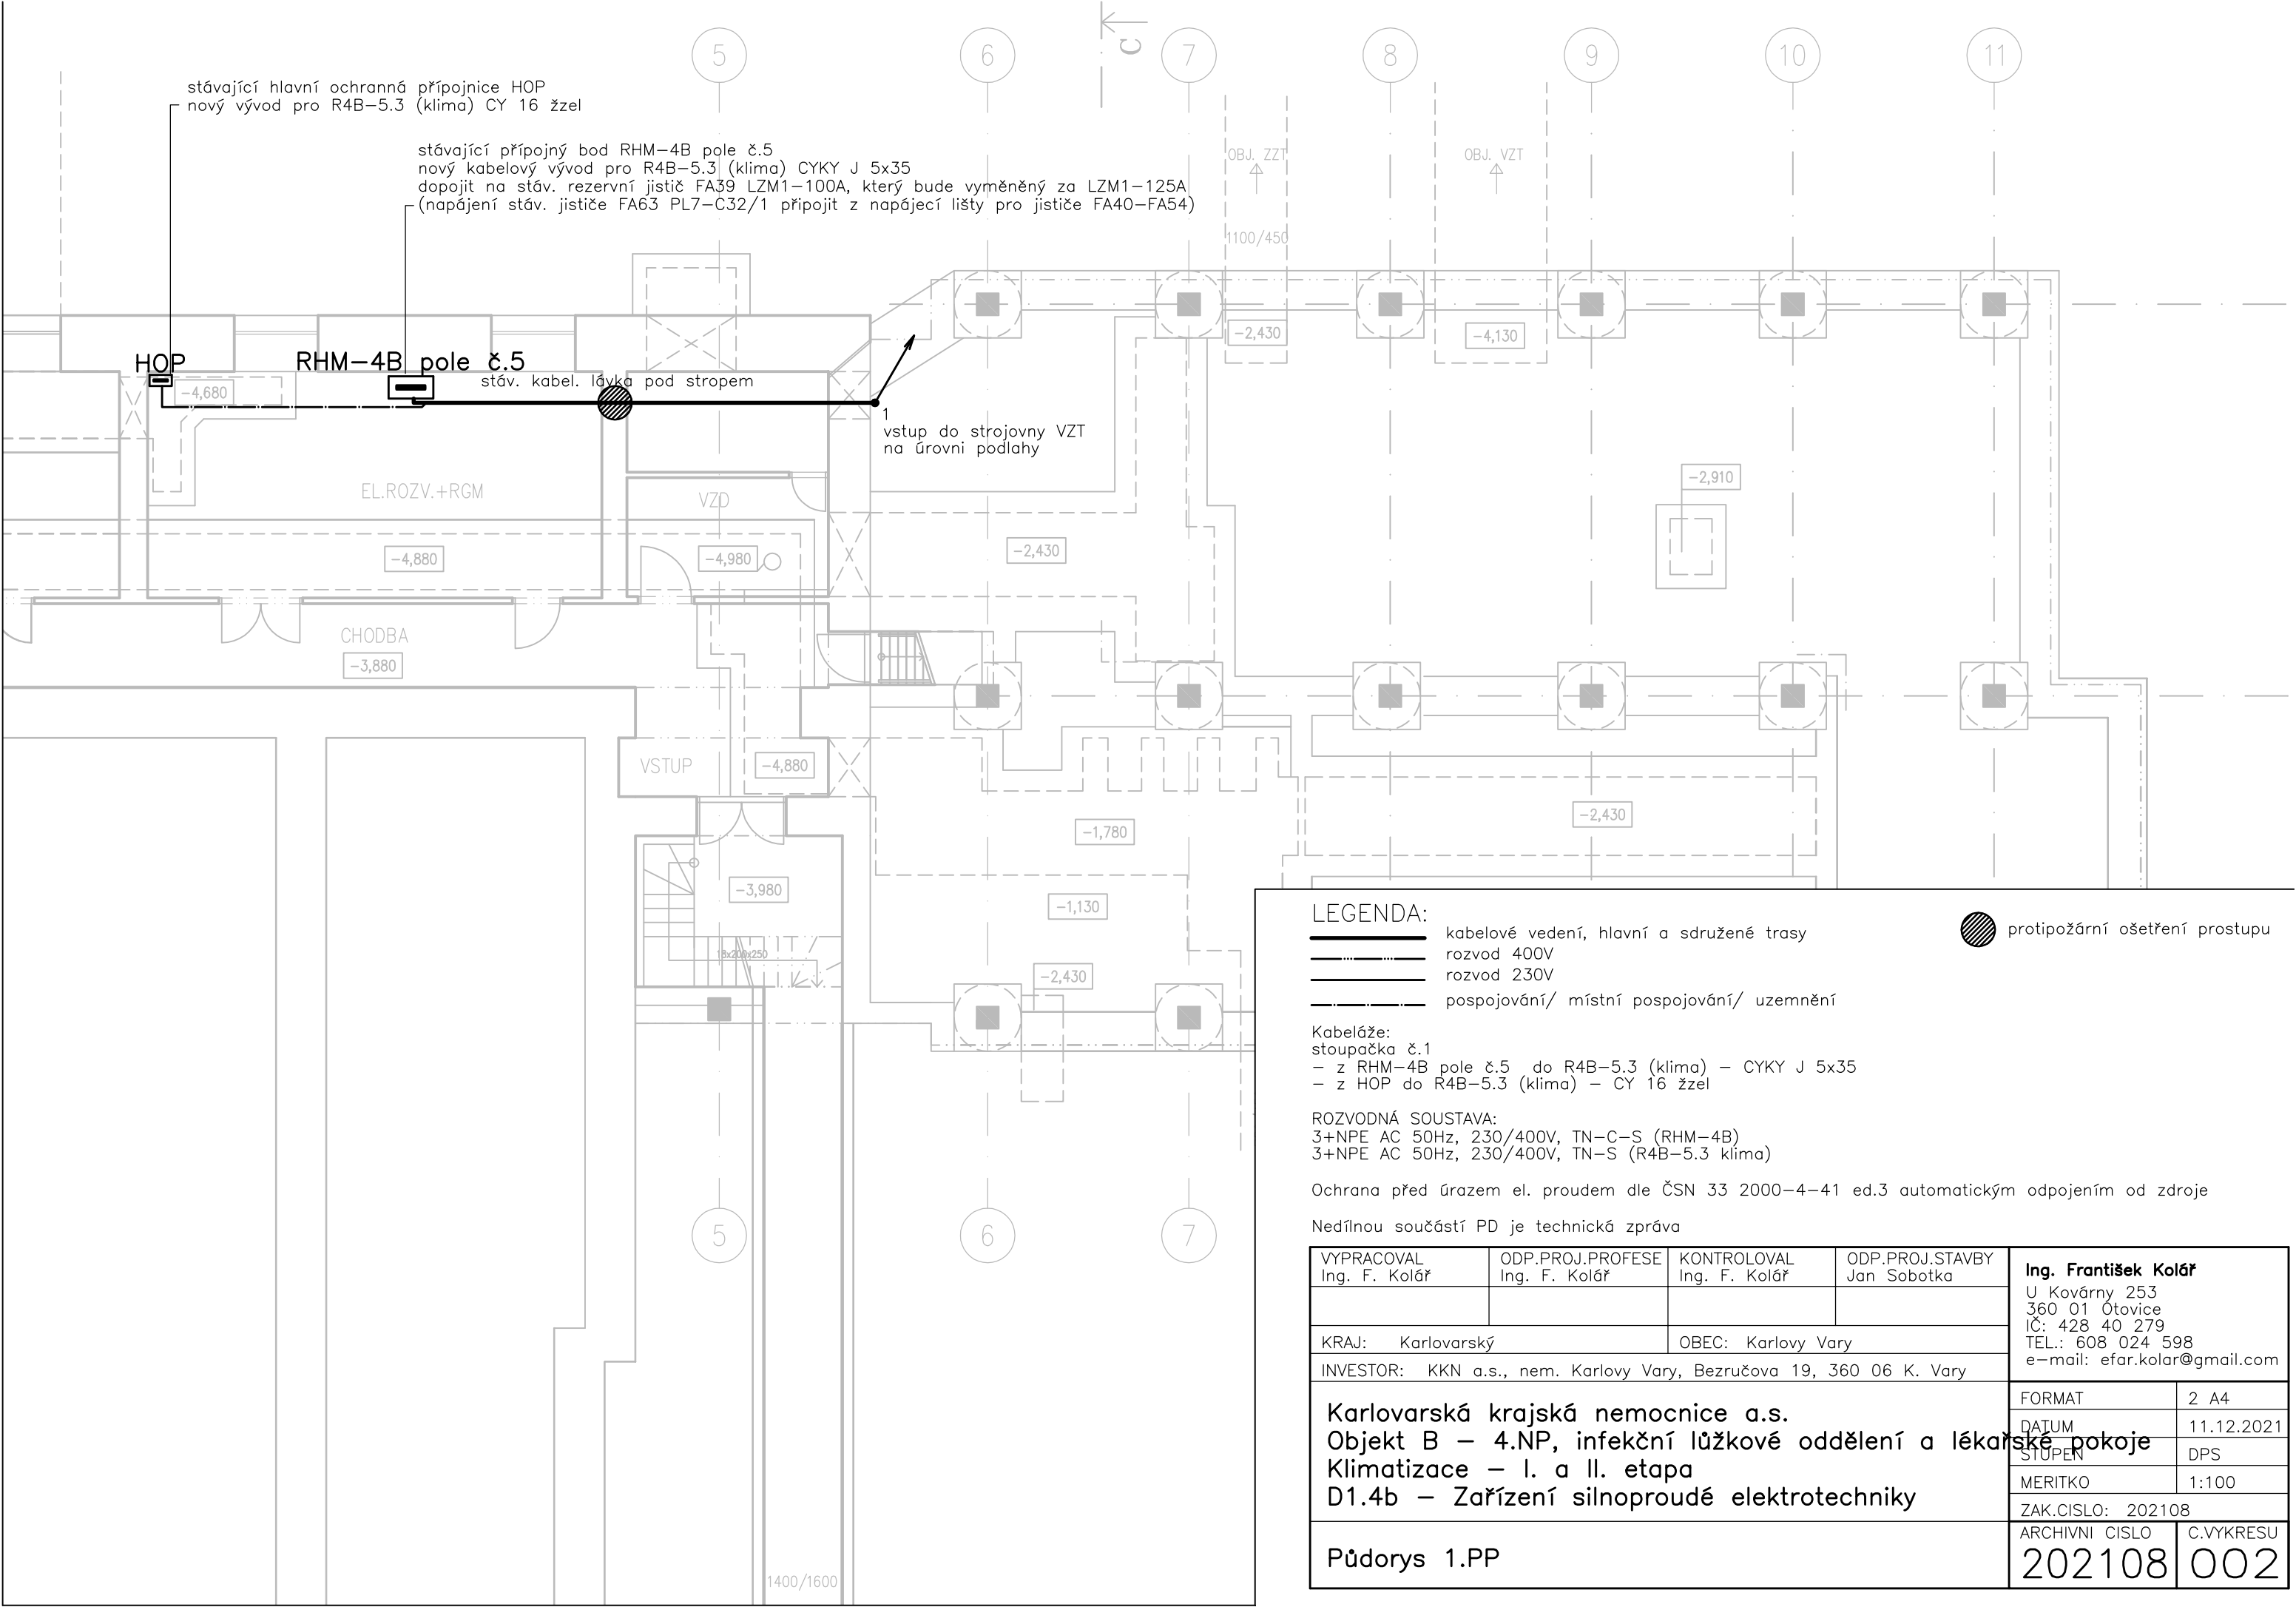 5
6
C
7
8
9
10
11
stávající hlavní ochranná přípojnice HOP
nový vývod pro R4B-5.3 (klima) CY 16 žzel
stávající přípojný bod RHM-4B pole č.5
nový kabelový vývod pro R4B-5.3 (klima) CYKY J 5x35
dopojit na stáv. rezervní jistič FA39 LZM1-100A, který bude vyměněný za LZM1-125A
(napájení stáv. jističe FA63 PL7-C32/1 připojit z napájecí lišty pro jističe FA40-FA54)
OBJ. ZZT
OBJ. VZT
1100/450
-2,430
-4,130
HOP
RHM-4B pole č.5
stáv. kabel. lávka pod stropem
-4,680
1
vstup do strojovny VZT
na úrovni podlahy
EL.ROZV.+RGM
VZD
-2,910
-4,880
-4,980
-2,430
CHODBA
-3,880
VSTUP
-4,880
-1,780
-2,430
-3,980
-1,130
18x200x250
-2,430
5
6
7
1400/1600
LEGENDA:
kabelové vedení, hlavní a sdružené trasy
rozvod 400V
rozvod 230V
pospojování/ místní pospojování/ uzemnění
protipožární ošetření prostupu
Kabeláže:
stoupačka č.1
- z RHM-4B pole č.5 do R4B-5.3 (klima) - CYKY J 5x35
- z HOP do R4B-5.3 (klima) - CY 16 žzel
ROZVODNÁ SOUSTAVA:
3+NPE AC 50Hz, 230/400V, TN-C-S (RHM-4B)
3+NPE AC 50Hz, 230/400V, TN-S (R4B-5.3 klima)
Ochrana před úrazem el. proudem dle ČSN 33 2000-4-41 ed.3 automatickým odpojením od zdroje
Nedílnou součástí PD je technická zpráva
VYPRACOVAL
Ing. F. Kolář
ODP.PROJ.PROFESE
Ing. F. Kolář
KONTROLOVAL
Ing. F. Kolář
ODP.PROJ.STAVBY
Jan Sobotka
Ing. František Kolář
U Kovárny 253
360 01 Otovice
IČ: 428 40 279
TEL.: 608 024 598
e-mail: efar.kolar@gmail.com
KRAJ: Karlovarský
OBEC: Karlovy Vary
INVESTOR: KKN a.s., nem. Karlovy Vary, Bezručova 19, 360 06 K. Vary
Karlovarská krajská nemocnice a.s.
Objekt B - 4.NP, infekční lůžkové oddělení a lékařské pokoje
Klimatizace - I. a II. etapa
D1.4b - Zařízení silnoproudé elektrotechniky
Půdorys 1.PP
FORMAT 2 A4
DATUM 11.12.2021
STUPEN DPS
MERITKO 1:100
ZAK.CISLO: 202108
ARCHIVNI CISLO
202108
C.VYKRESU
002